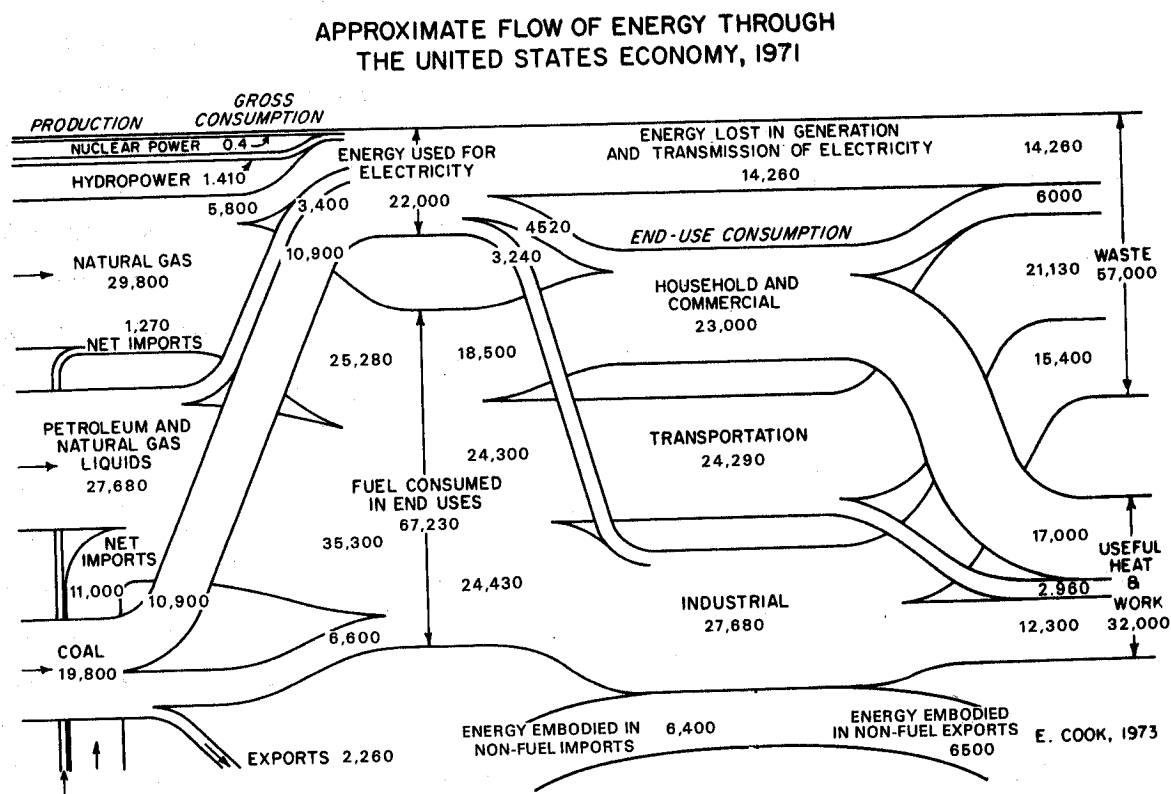 APPROXIMATE FLOW OF ENERGY THROUGH
THE UNITED STATES ECONOMY, 1971
PRODUCTION
GROSS
CONSUMPTION
NUCLEAR POWER 0.4
HYDROPOWER 1.410
5,800
3,400
10,900
ENERGY USED FOR
ELECTRICITY
22,000
ENERGY LOST IN GENERATION
AND TRANSMISSION OF ELECTRICITY
14,260
14,260
6000
4520
3,240
END-USE CONSUMPTION
NATURAL GAS
29,800
1,270
NET IMPORTS
25,280
18,500
HOUSEHOLD AND
COMMERCIAL
23,000
21,130
WASTE
57,000
15,400
PETROLEUM AND
NATURAL GAS
LIQUIDS
27,680
24,300
TRANSPORTATION
24,290
FUEL CONSUMED
IN END USES
67,230
35,300
24,430
NET
IMPORTS
11,000
10,900
6,600
INDUSTRIAL
27,680
17,000
2.960
12,300
USEFUL
HEAT
&
WORK
32,000
COAL
19,800
EXPORTS 2,260
ENERGY EMBODIED IN
NON-FUEL IMPORTS
6,400
ENERGY EMBODIED
IN NON-FUEL EXPORTS
6500
E. COOK, 1973